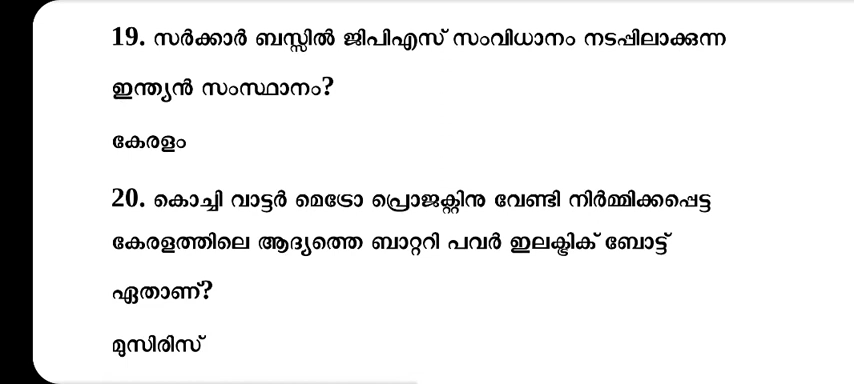 19. സർക്കാർ ബസ്സിൽ ജിപിഎസ് സംവിധാനം നടപ്പിലാക്കുന്ന
ഇന്ത്യൻ സംസ്ഥാനം?
കേരളം
20. കൊച്ചി വാട്ടർ മെട്രോ പ്രൊജക്റ്റിനു വേണ്ടി നിർമ്മിക്കപ്പെട്ട
കേരളത്തിലെ ആദ്യത്തെ ബാറ്ററി പവർ ഇലക്ട്രിക് ബോട്ട്
ഏതാണ്?
മുസിരിസ്